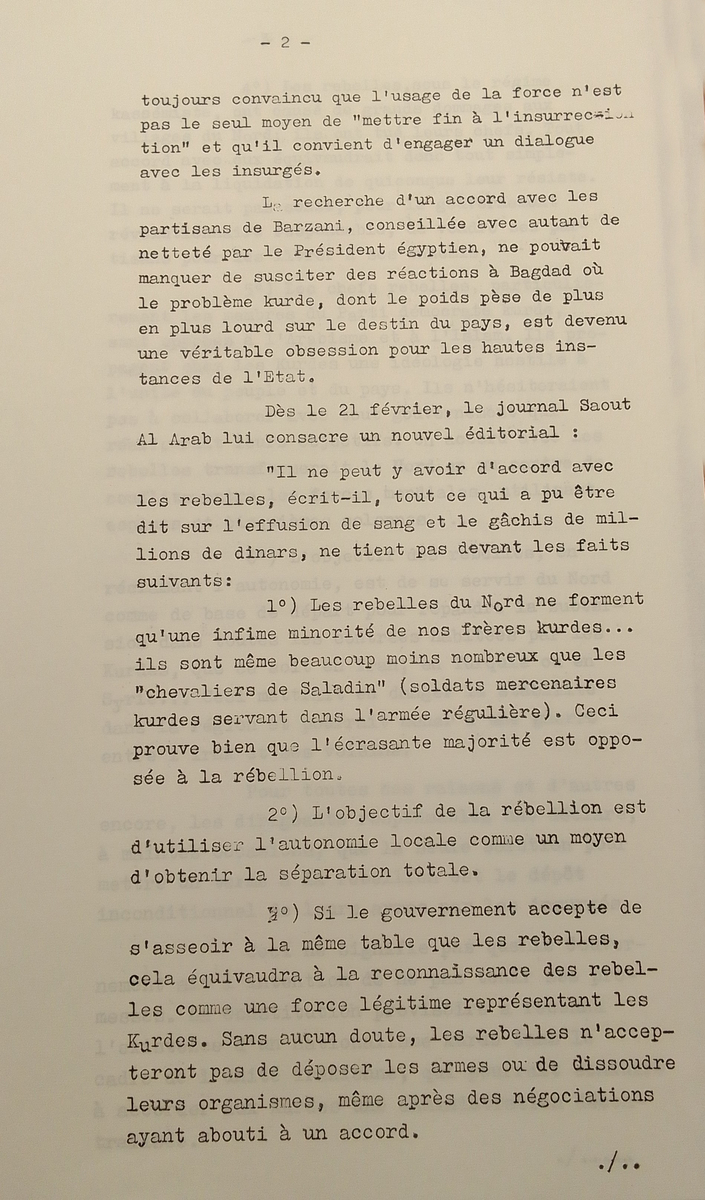 - 2 -
toujours convaincu que l'usage de la force n'est
pas le seul moyen de "mettre fin à l'insurrec-
tion" et qu'il convient d'engager un dialogue
avec les insurgés.
La recherche d'un accord avec les
partisans de Barzani, conseillée avec autant de
netteté par le Président égyptien, ne pouvait
manquer de susciter des réactions à Bagdad où
le problème kurde, dont le poids pèse de plus
en plus lourd sur le destin du pays, est devenu
une véritable obsession pour les hautes ins-
tances de l'Etat.
Dès le 21 février, le journal Saout
Al Arab lui consacre un nouvel éditorial :
"Il ne peut y avoir d'accord avec
les rebelles, écrit-il, tout ce qui a pu être
dit sur l'effusion de sang et le gâchis de mil-
lions de dinars, ne tient pas devant les faits
suivants:
1°) Les rebelles du Nord ne forment
qu'une infime minorité de nos frères kurdes...
ils sont même beaucoup moins nombreux que les
"chevaliers de Saladin" (soldats mercenaires
kurdes servant dans l'armée régulière). Ceci
prouve bien que l'écrasante majorité est oppo-
sée à la rébellion.
2°) L'objectif de la rébellion est
d'utiliser l'autonomie locale comme un moyen
d'obtenir la séparation totale.
3°) Si le gouvernement accepte de
s'asseoir à la même table que les rebelles,
cela équivaudra à la reconnaissance des rebel-
les comme une force légitime représentant les
Kurdes. Sans aucun doute, les rebelles n'accep-
teront pas de déposer les armes ou de dissoudre
leurs organismes, même après des négociations
ayant abouti à un accord.
./..